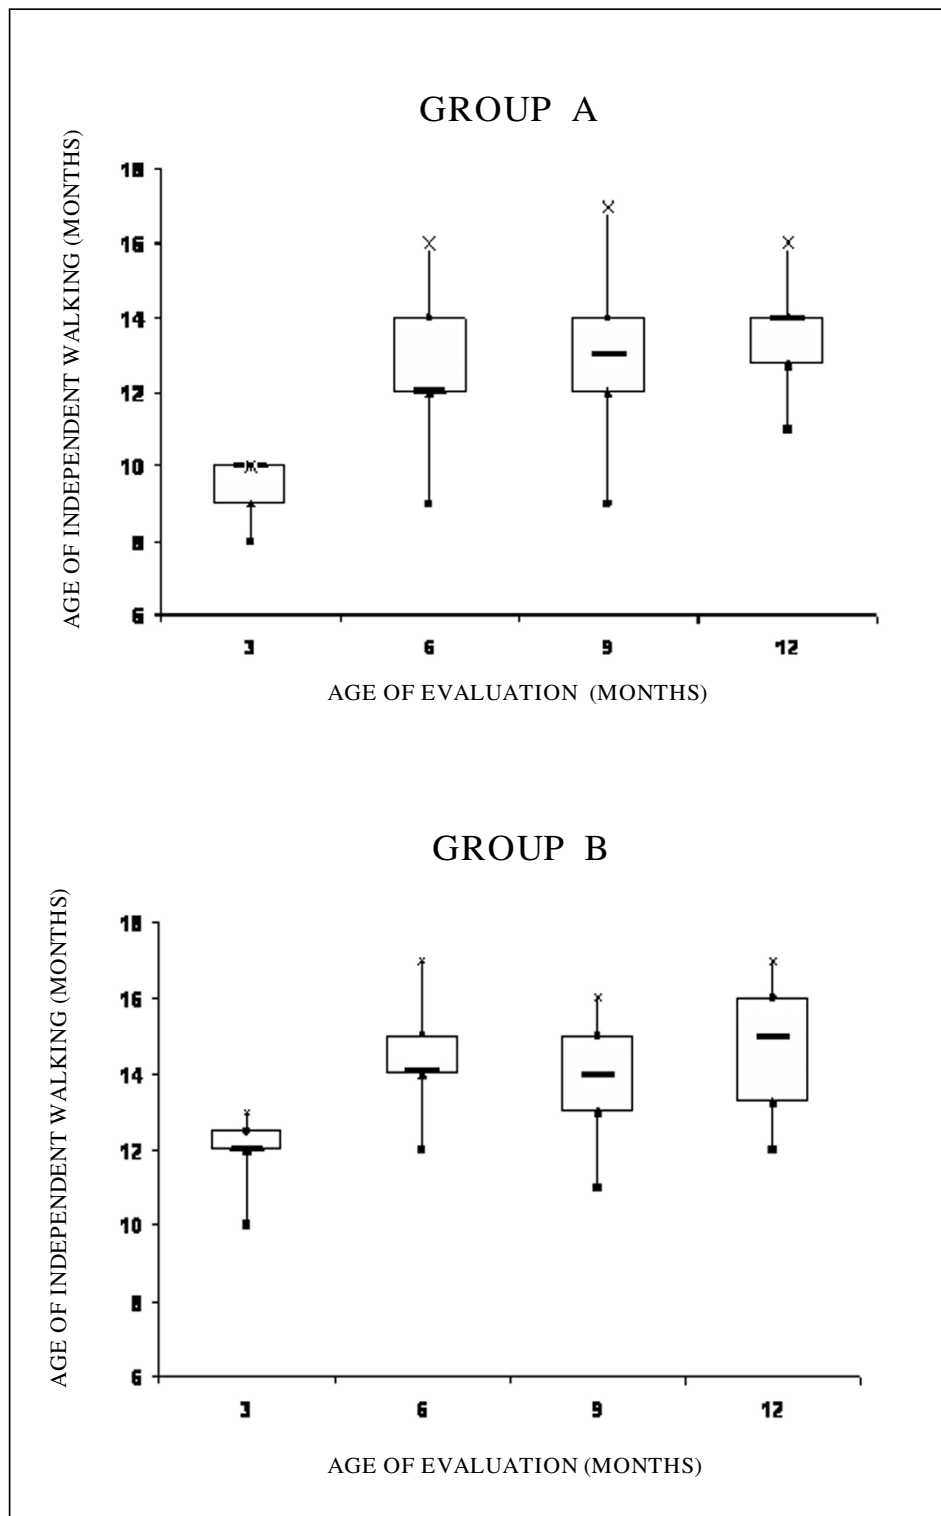 GROUP A
AGE OF INDEPENDENT WALKING (MONTHS)
18
16
14
12
10
8
6
3 6 9 12
AGE OF EVALUATION (MONTHS)
GROUP B
AGE OF INDEPENDENT WALKING (MONTHS)
18
16
14
12
10
8
6
3 6 9 12
AGE OF EVALUATION (MONTHS)